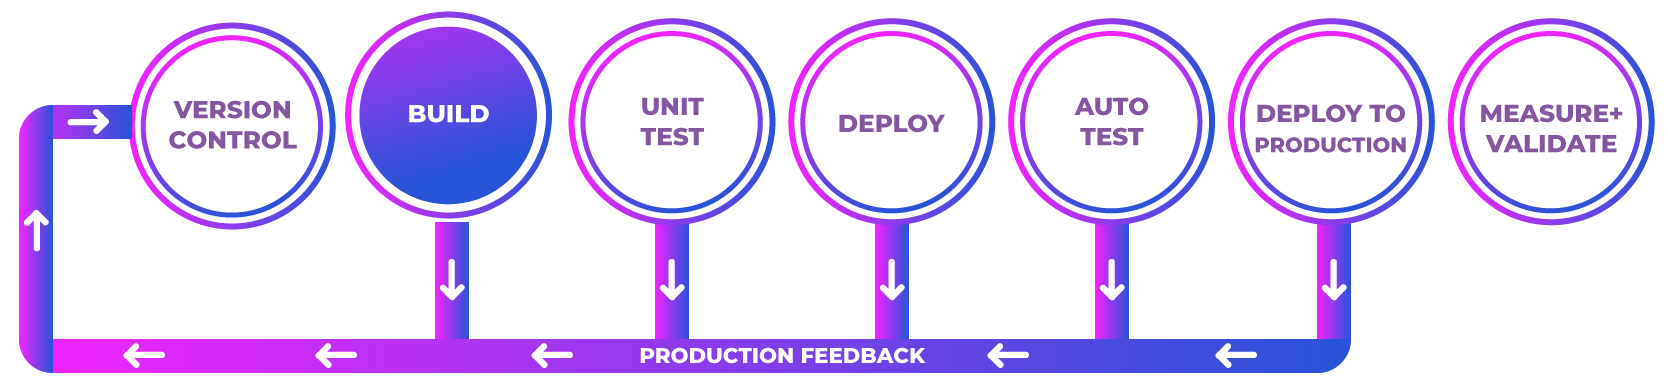 VERSION
CONTROL
BUILD
UNIT
TEST
DEPLOY
AUTO
TEST
DEPLOY TO
PRODUCTION
MEASURE+
VALIDATE
PRODUCTION FEEDBACK